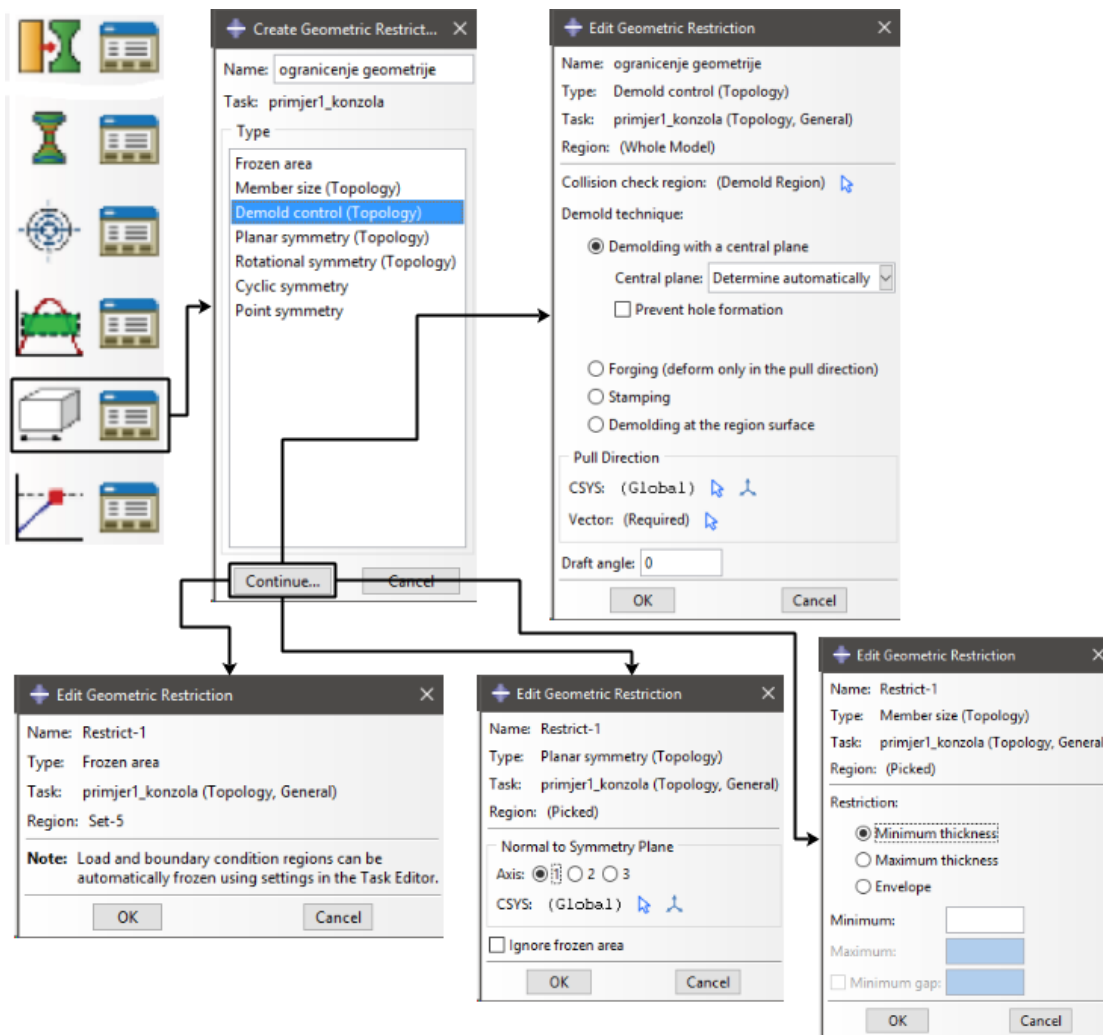 Create Geometric Restrict...
Name: ogranicenje geometrije
Task: primjer1_konzola
Type
Frozen area
Member size (Topology)
Demold control (Topology)
Planar symmetry (Topology)
Rotational symmetry (Topology)
Cyclic symmetry
Point symmetry
Continue...
Cancel
Edit Geometric Restriction
Name: ogranicenje geometrije
Type: Demold control (Topology)
Task: primjer1_konzola (Topology, General)
Region: (Whole Model)
Collision check region: (Demold Region)
Demold technique:
Demolding with a central plane
Central plane: Determine automatically
Prevent hole formation
Forging (deform only in the pull direction)
Stamping
Demolding at the region surface
Pull Direction
CSYS: (Global)
Vector: (Required)
Draft angle: 0
OK
Cancel
Edit Geometric Restriction
Name: Restrict-1
Type: Frozen area
Task: primjer1_konzola (Topology, General)
Region: Set-5
Note: Load and boundary condition regions can be
automatically frozen using settings in the Task Editor.
OK
Cancel
Edit Geometric Restriction
Name: Restrict-1
Type: Planar symmetry (Topology)
Task: primjer1_konzola (Topology, General)
Region: (Picked)
Normal to Symmetry Plane
Axis: 1 2 3
CSYS: (Global)
Ignore frozen area
OK
Cancel
Edit Geometric Restriction
Name: Restrict-1
Type: Member size (Topology)
Task: primjer1_konzola (Topology, General
Region: (Picked)
Restriction:
Minimum thickness
Maximum thickness
Envelope
Minimum:
Maximum:
Minimum gap:
OK
Cancel